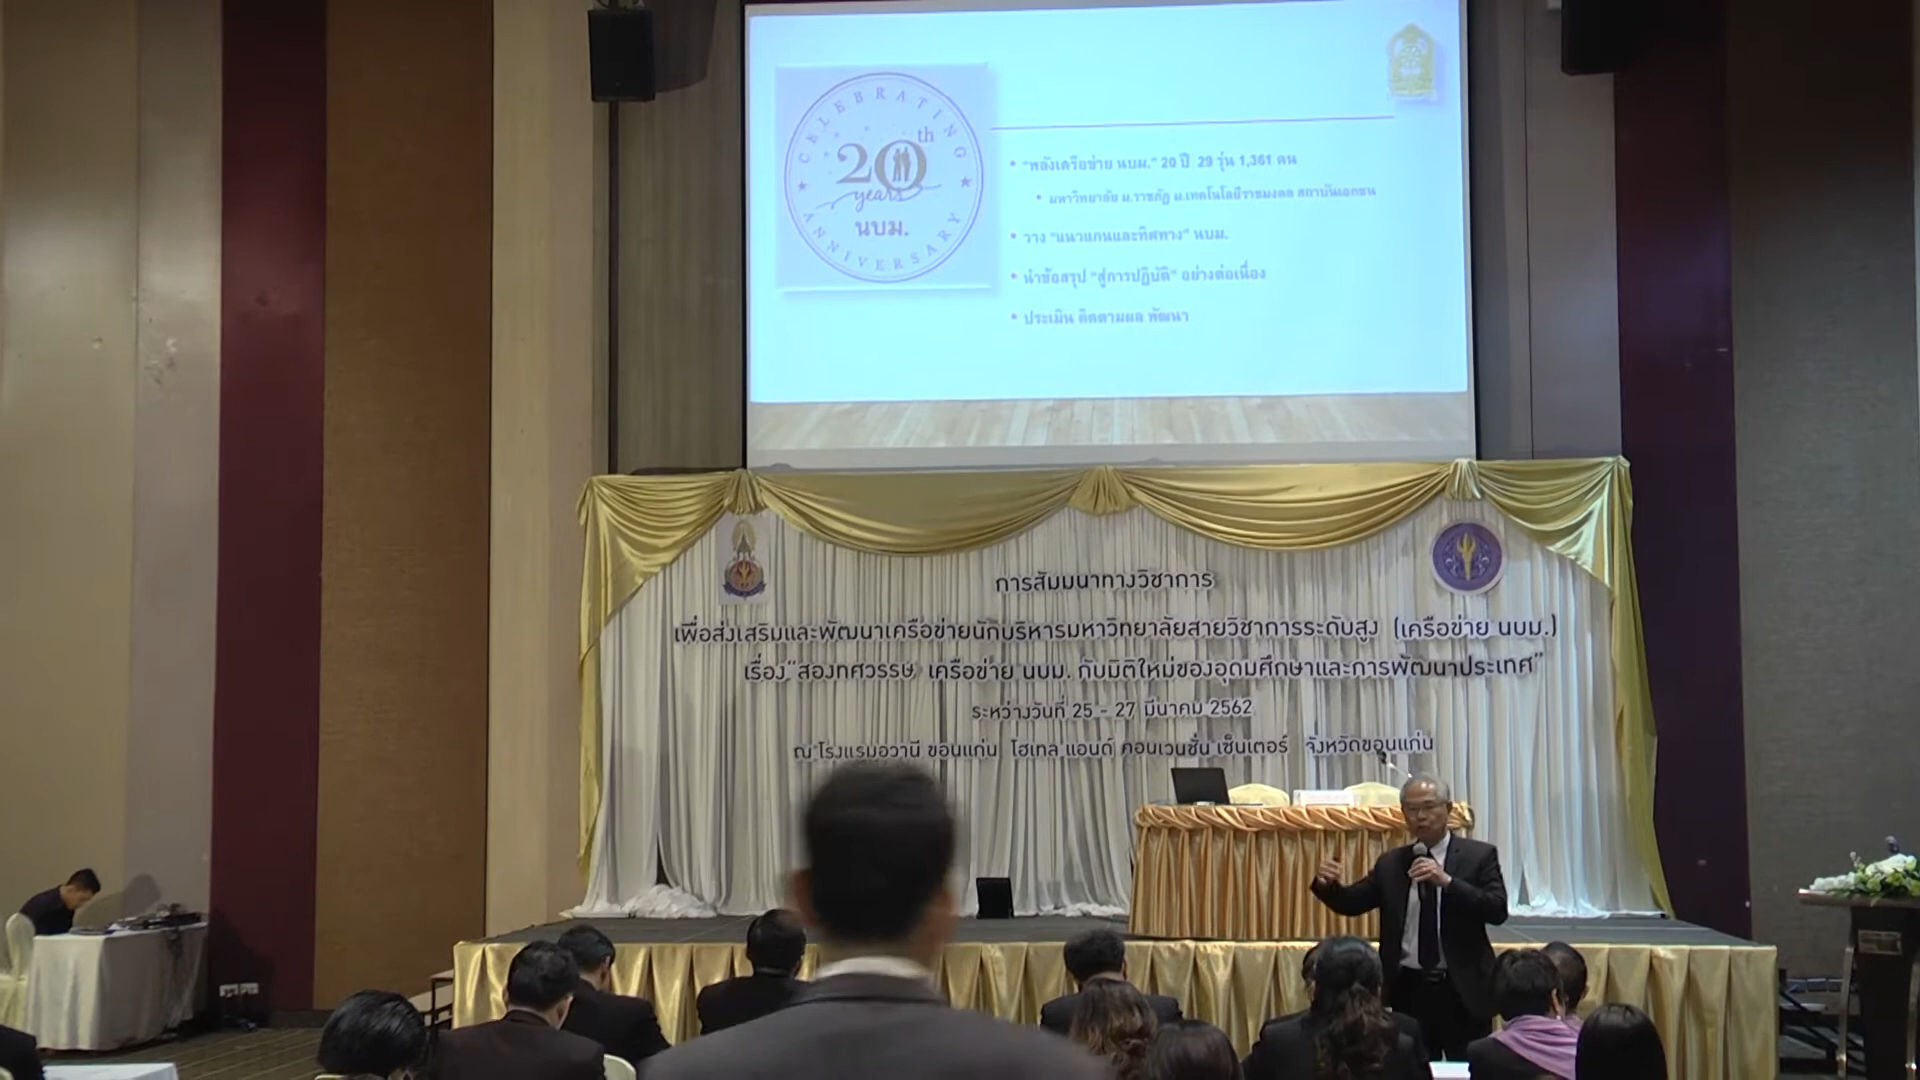 CELEBRATING
20th
years
นบม.
ANNIVERSARY
• "พลังเครือข่าย นบม." 20 ปี 29 รุ่น 1,361 คน
• มหาวิทยาลัย ม.ราชภัฏ ม.เทคโนโลยีราชมงคล สถาบันเอกชน
• วาง "แนวแกนและทิศทาง" นบม.
• นำข้อสรุป "สู่การปฏิบัติ" อย่างต่อเนื่อง
• ประเมิน ติดตามผล พัฒนา
การสัมมนาทางวิชาการ
เพื่อส่งเสริมและพัฒนาเครือข่ายนักบริหารมหาวิทยาลัยสายวิชาการระดับสูง (เครือข่าย นบม.)
เรื่อง "สองทศวรรษ เครือข่าย นบม. กับมิติใหม่ของอุดมศึกษาและการพัฒนาประเทศ"
ระหว่างวันที่ 25 - 27 มีนาคม 2562
ณ โรงแรมอวานี ขอนแก่น โฮเทล แอนด์ คอนเวนชั่น เซ็นเตอร์ จังหวัดขอนแก่น